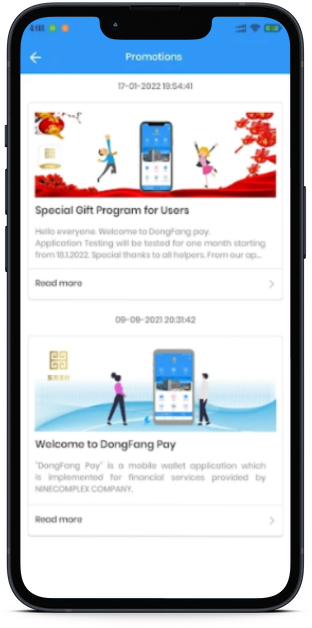 Promotions
17-01-2022 19:54:41
Special Gift Program for Users
Hello everyone. Welcome to DongFang pay.
Application Testing will be tested for one month starting
from 18.1.2022. Special thanks to all helpers. From our ap...
Read more
09-09-2021 20:31:42
Welcome to DongFang Pay
"DongFang Pay" is a mobile wallet application which
is implemented for financial services provided by
NINECOMPLEX COMPANY.
Read more